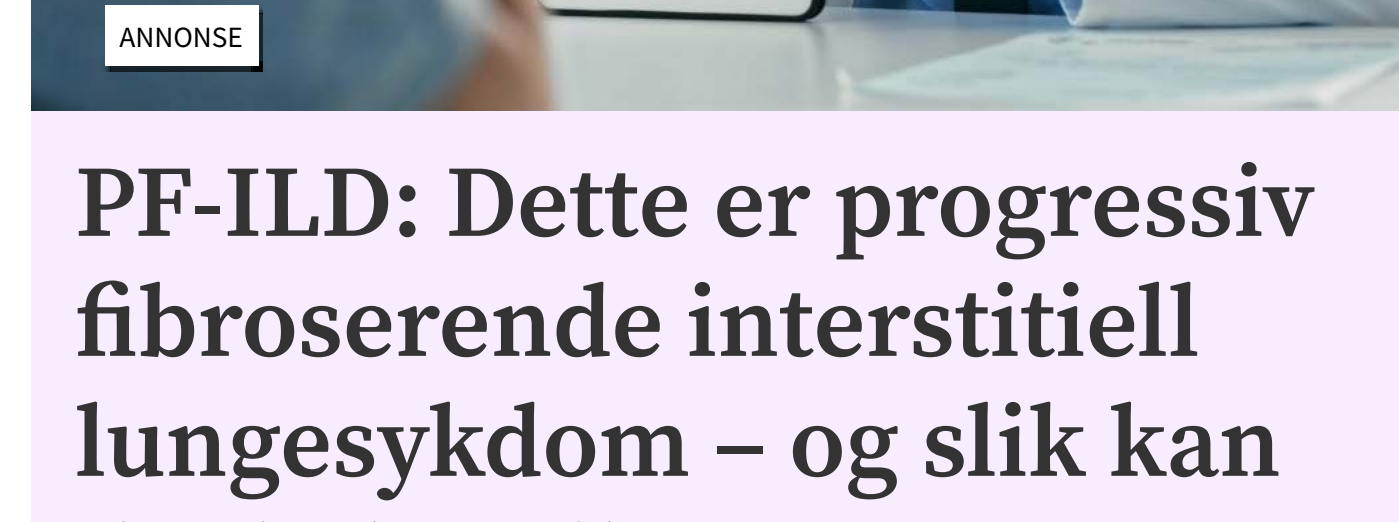 ANNONSE
PF-ILD: Dette er progressiv
fibroserende interstitiell
lungesykdom – og slik kan